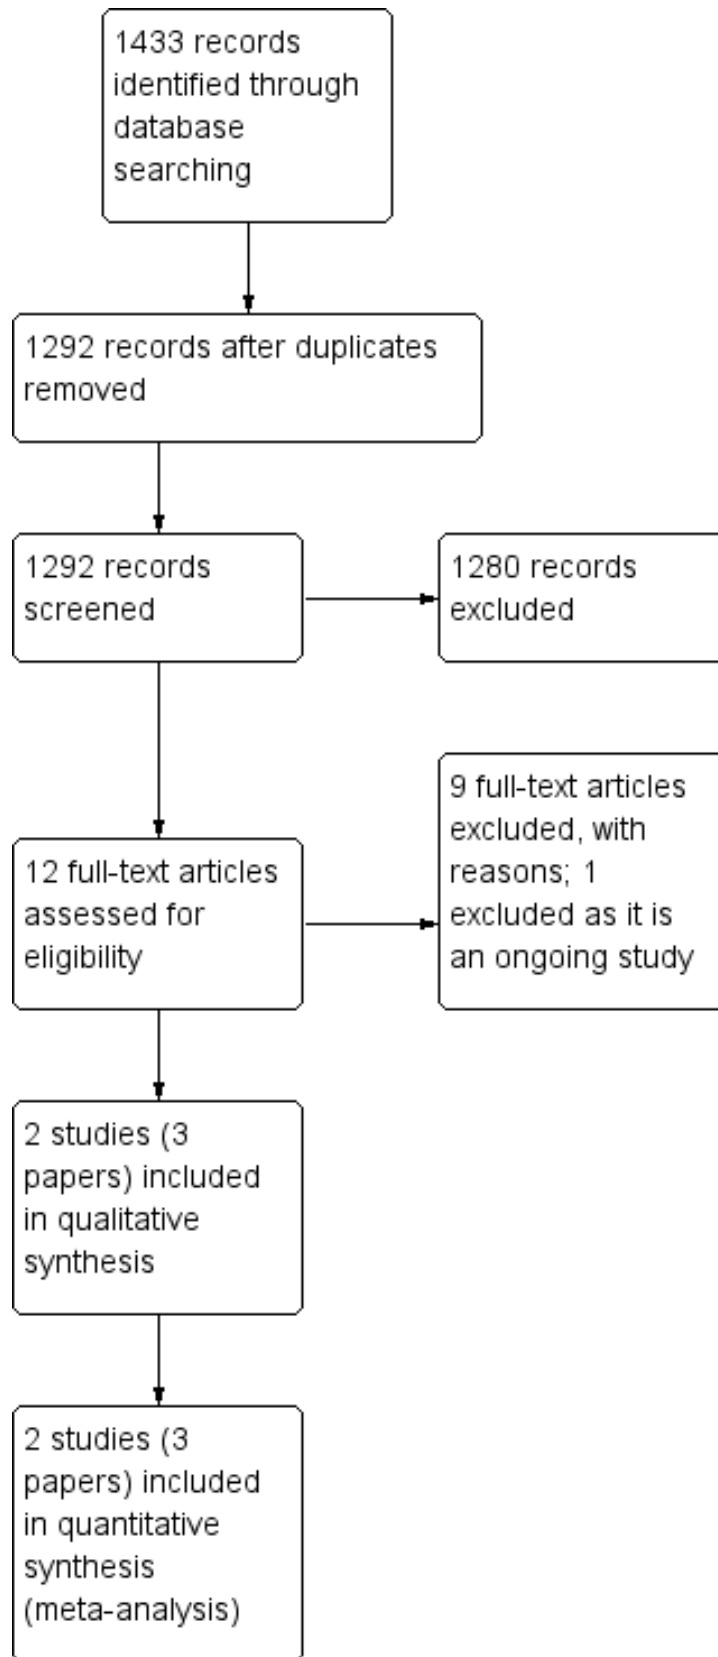 1433 records
identified through
database
searching
1292 records after duplicates
removed
1292 records
screened
1280 records
excluded
12 full-text articles
assessed for
eligibility
9 full-text articles
excluded, with
reasons; 1
excluded as it is
an ongoing study
2 studies (3
papers) included
in qualitative
synthesis
2 studies (3
papers) included
in quantitative
synthesis
(meta-analysis)